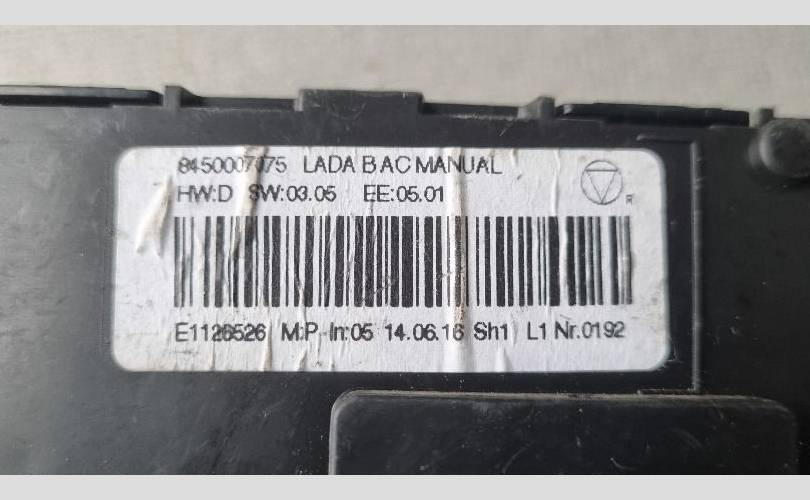 8450007075 LADA B AC MANUAL
HW:D SW:03.05 EE:05.01
R
E1126526 M:P In:05 14.06.16 Sh1 L1 Nr.0192